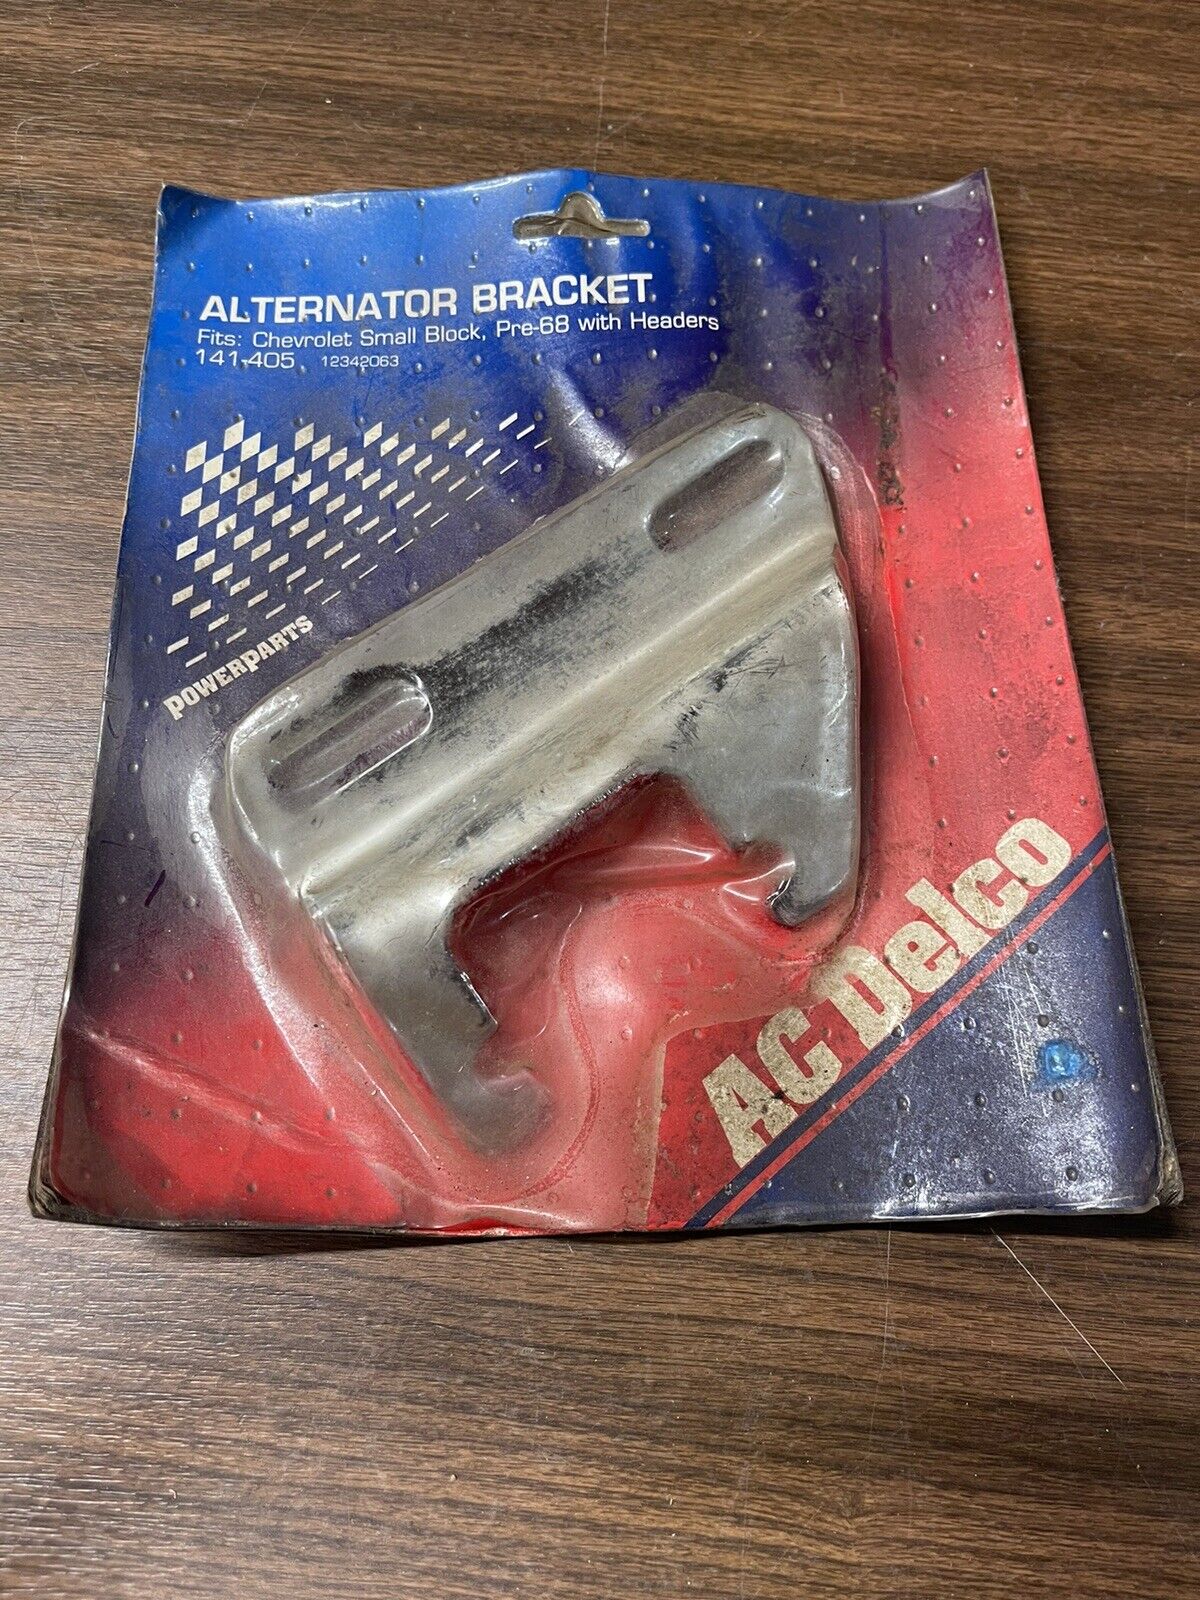 ALTERNATOR BRACKET
Fits: Chevrolet Small Block, Pre-68 with Headers
141-405 12342063
POWERPARTS
AC Delco